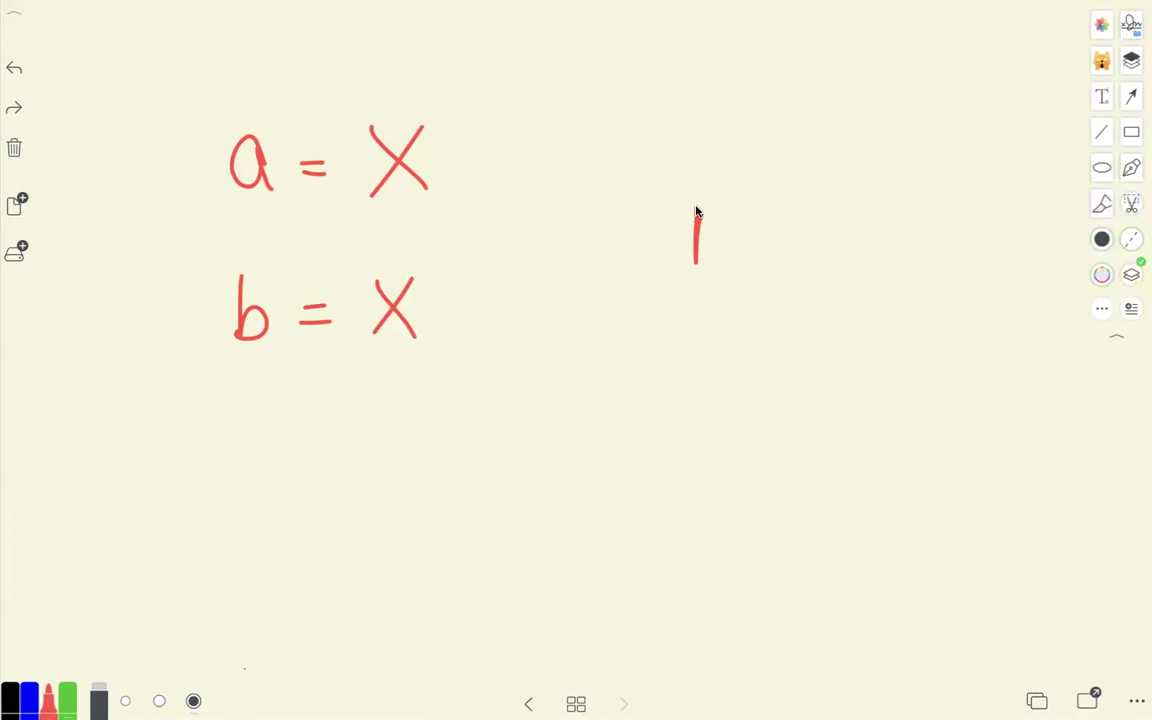 a = X
b = X